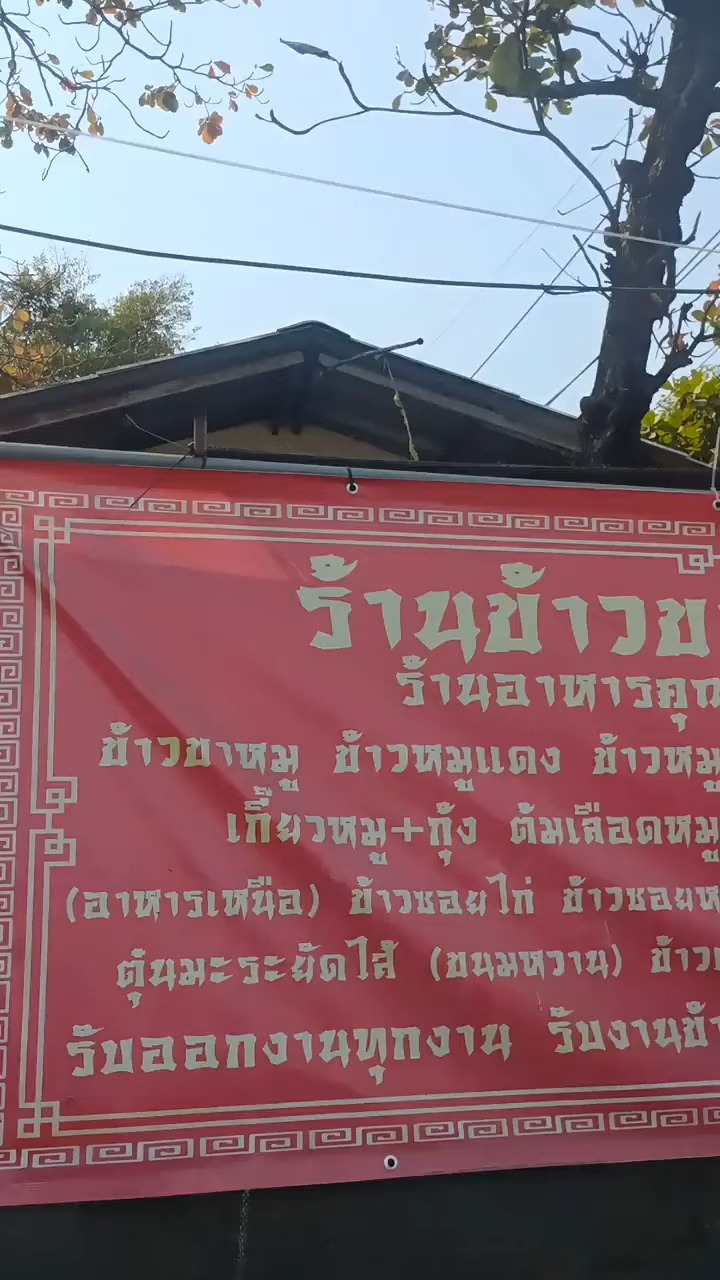 ร้านข้าวขา
ร้านอาหารคุณ
ข้าวขาหมู ข้าวหมูแดง ข้าวหมู
เกี๊ยวหมู+กุ้ง ต้มเลือดหมู
(อาหารเหนือ) ข้าวซอยไก่ ข้าวซอยห
ตุ๋นมะระยัดไส้ (ขนมหวาน) ข้าว
รับออกงานทุกงาน รับงานข้า